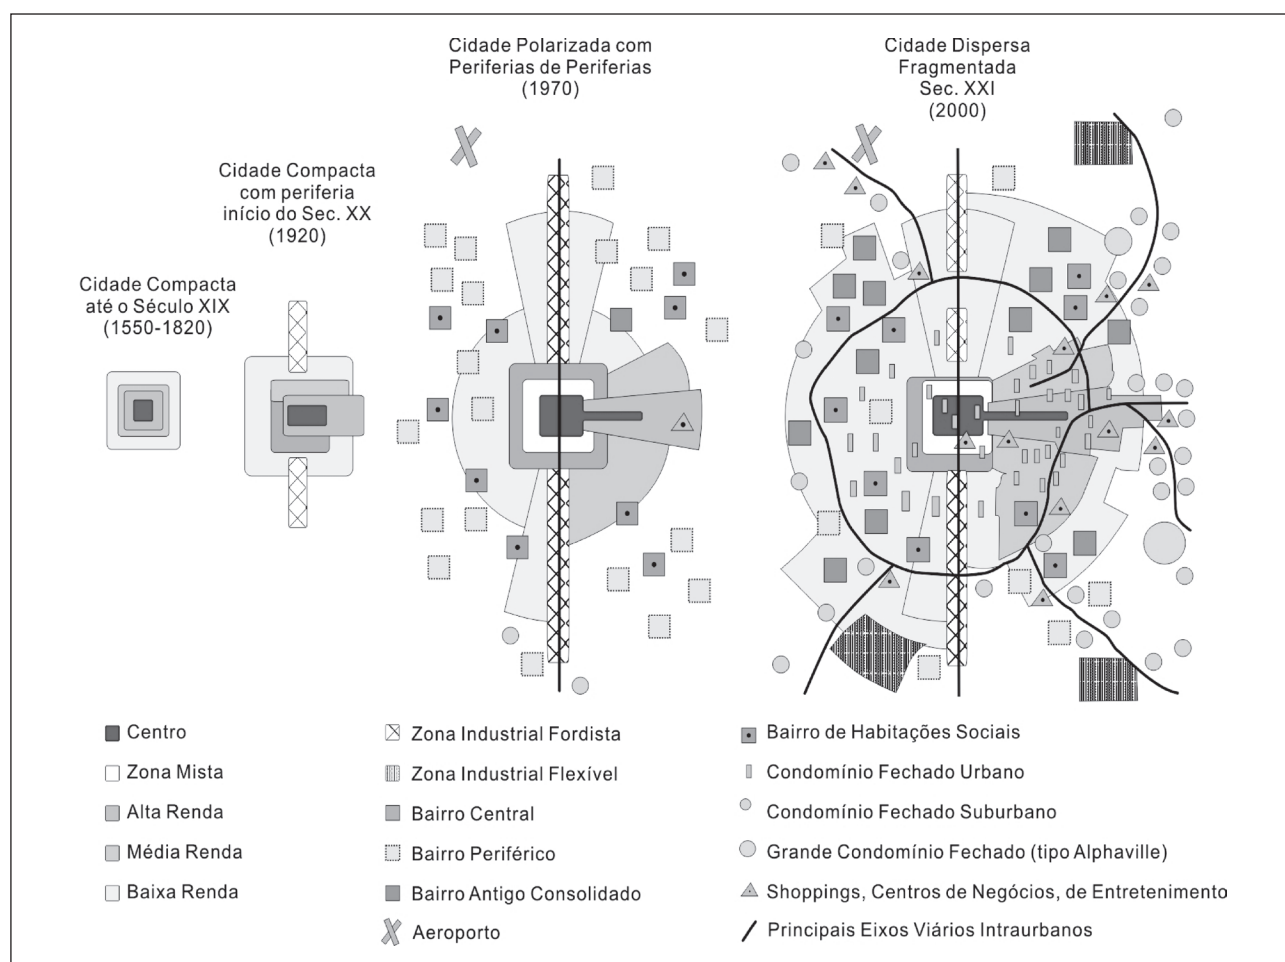 Cidade Polarizada com
Periferias de Periferias
(1970)
Cidade Dispersa
Fragmentada
Sec. XXI
(2000)
Cidade Compacta
com periferia
início do Sec. XX
(1920)
Cidade Compacta
até o Século XIX
(1550-1820)
Centro
Zona Mista
Alta Renda
Média Renda
Baixa Renda
Zona Industrial Fordista
Zona Industrial Flexível
Bairro Central
Bairro Periférico
Bairro Antigo Consolidado
Aeroporto
Bairro de Habitações Sociais
Condomínio Fechado Urbano
Condomínio Fechado Suburbano
Grande Condomínio Fechado (tipo Alphaville)
Shoppings, Centros de Negócios, de Entretenimento
Principais Eixos Viários Intraurbanos